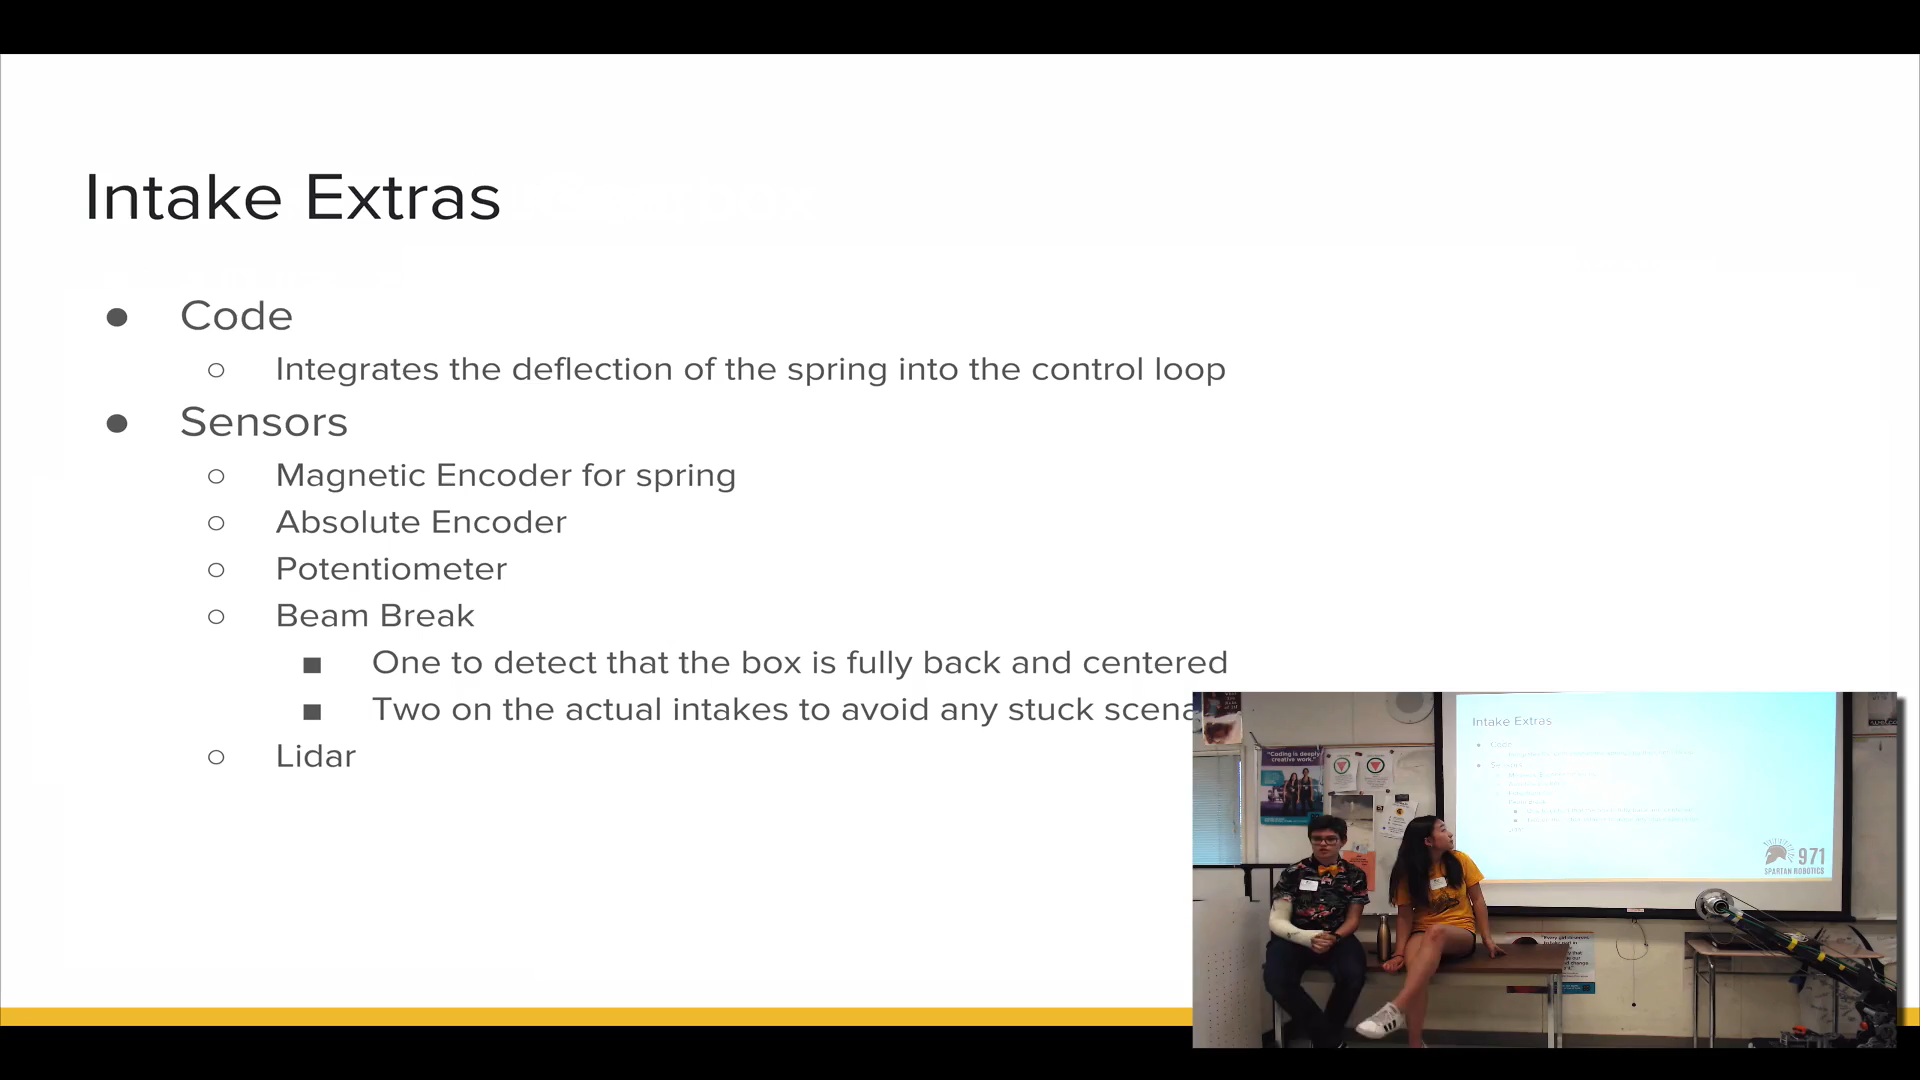 Intake Extras
Code
Integrates the deflection of the spring into the control loop
Sensors
Magnetic Encoder for spring
Absolute Encoder
Potentiometer
Beam Break
One to detect that the box is fully back and centered
Two on the actual intakes to avoid any stuck scena
Lidar
"Coding is deeply
creative work."
Intake Extras
Code
Sensors
971
SPARTAN ROBOTICS